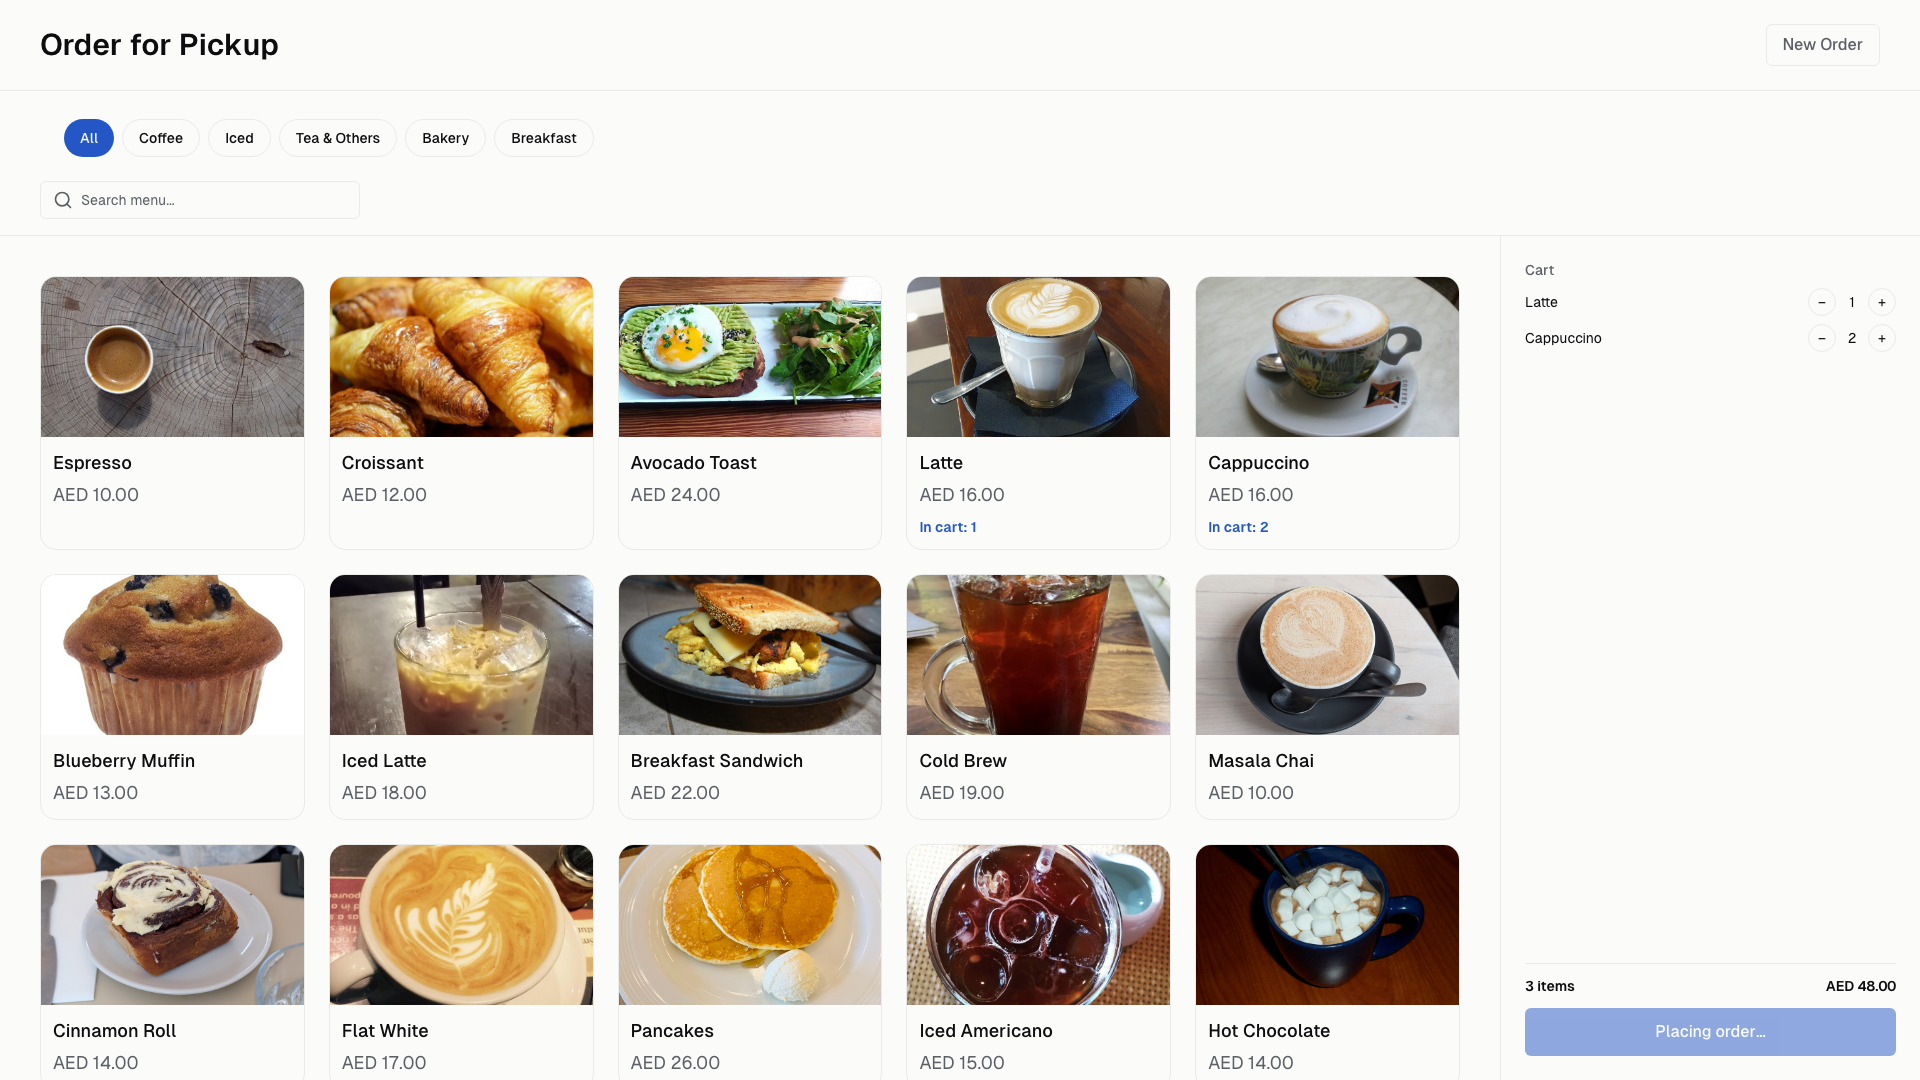 Order for Pickup
New Order
All
Coffee
Iced
Tea & Others
Bakery
Breakfast
Search menu…
Espresso
AED 10.00
Croissant
AED 12.00
Avocado Toast
AED 24.00
Latte
AED 16.00
In cart: 1
Cappuccino
AED 16.00
In cart: 2
Blueberry Muffin
AED 13.00
Iced Latte
AED 18.00
Breakfast Sandwich
AED 22.00
Cold Brew
AED 19.00
Masala Chai
AED 10.00
Cinnamon Roll
AED 14.00
Flat White
AED 17.00
Pancakes
AED 26.00
Iced Americano
AED 15.00
Hot Chocolate
AED 14.00
Cart
Latte
− 1 +
Cappuccino
− 2 +
3 items
AED 48.00
Placing order…